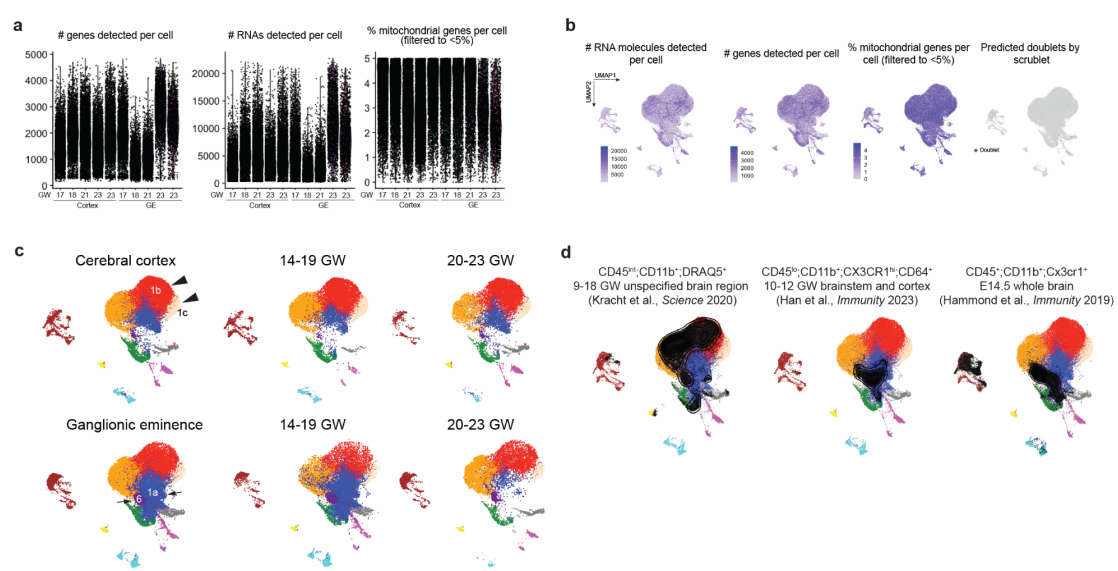 a
# genes detected per cell
5000
4000
3000
2000
1000
0
GW 17 18 21 23 23 17 18 21 23 23
Cortex GE
# RNAs detected per cell
20000
15000
10000
5000
0
GW 17 18 21 23 23 17 18 21 23 23
Cortex GE
% mitochondrial genes per cell
(filtered to <5%)
5
4
3
2
1
0
GW 17 18 21 23 23 17 18 21 23 23
Cortex GE
b
# RNA molecules detected
per cell
UMAP1
UMAP2
20000
15000
10000
5000
# genes detected per cell
4000
3000
2000
1000
% mitochondrial genes per
cell (filtered to <5%)
4
3
2
1
0
Predicted doublets by
scrublet
Doublet
c
Cerebral cortex
1b
1c
14-19 GW
20-23 GW
Ganglionic eminence
1a
6
14-19 GW
20-23 GW
d
CD45int;CD11b+;DRAQ5+
9-18 GW unspecified brain region
(Kracht et al., Science 2020)
CD45lo;CD11b+;CX3CR1hi;CD64+
10-12 GW brainstem and cortex
(Han et al., Immunity 2023)
CD45+;CD11b+;Cx3cr1+
E14.5 whole brain
(Hammond et al., Immunity 2019)